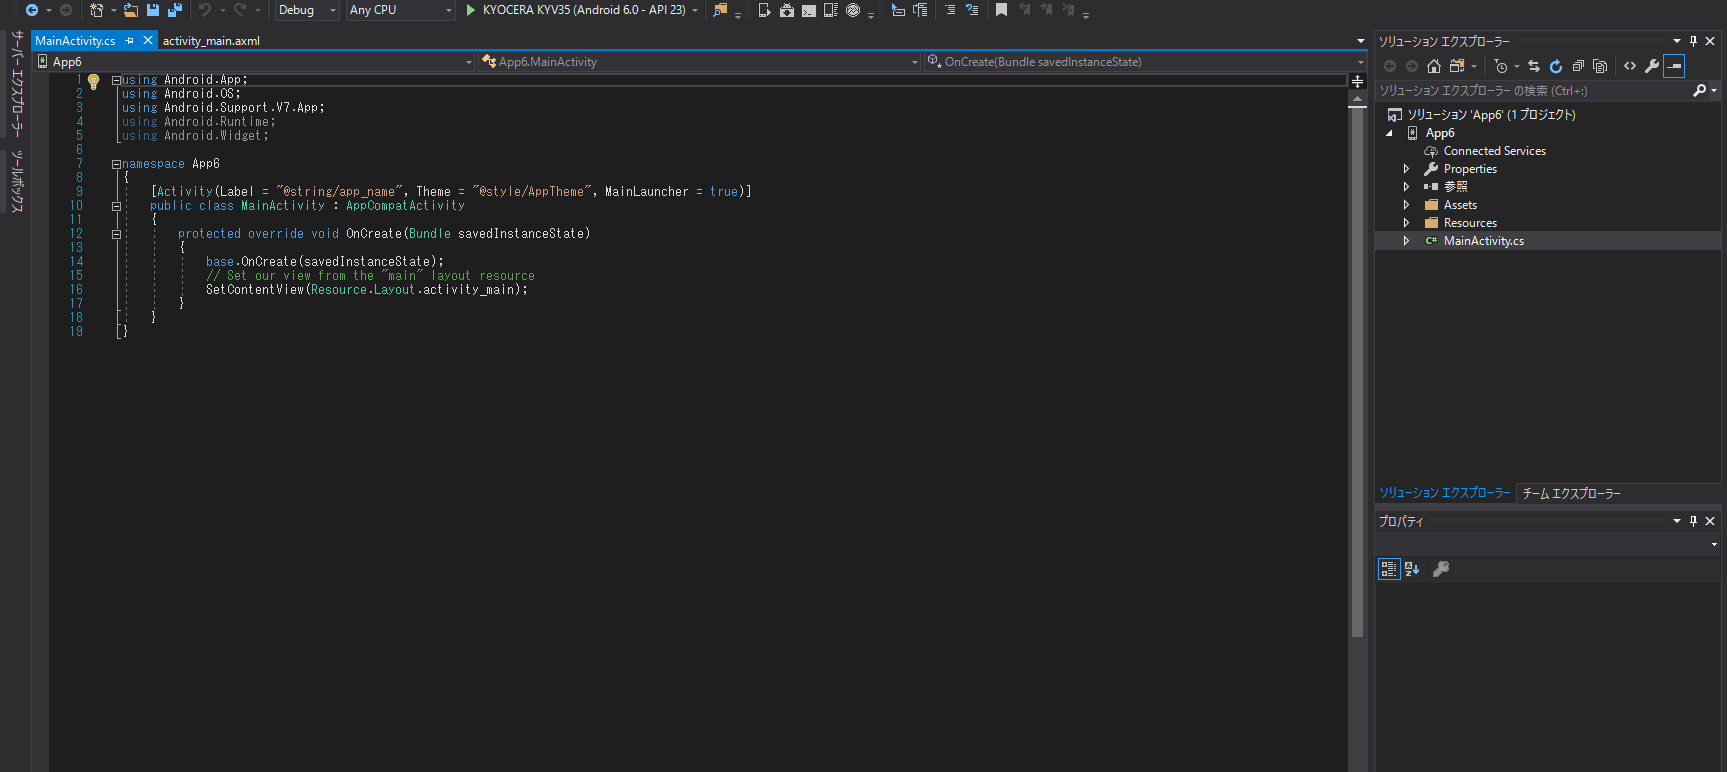 Debug
Any CPU
KYOCERA KYV35 (Android 6.0 - API 23)
サーバー エクスプローラー
ツールボックス
MainActivity.cs
activity_main.axml
App6
App6.MainActivity
OnCreate(Bundle savedInstanceState)
1 using Android.App;
2 using Android.OS;
3 using Android.Support.V7.App;
4 using Android.Runtime;
5 using Android.Widget;
6
7 namespace App6
8 {
9 [Activity(Label = "@string/app_name", Theme = "@style/AppTheme", MainLauncher = true)]
10 public class MainActivity : AppCompatActivity
11 {
12 protected override void OnCreate(Bundle savedInstanceState)
13 {
14 base.OnCreate(savedInstanceState);
15 // Set our view from the "main" layout resource
16 SetContentView(Resource.Layout.activity_main);
17 }
18 }
19 }
ソリューション エクスプローラー
ソリューション エクスプローラー の検索 (Ctrl+:)
ソリューション 'App6' (1 プロジェクト)
App6
Connected Services
Properties
参照
Assets
Resources
C# MainActivity.cs
ソリューション エクスプローラー
チーム エクスプローラー
プロパティ